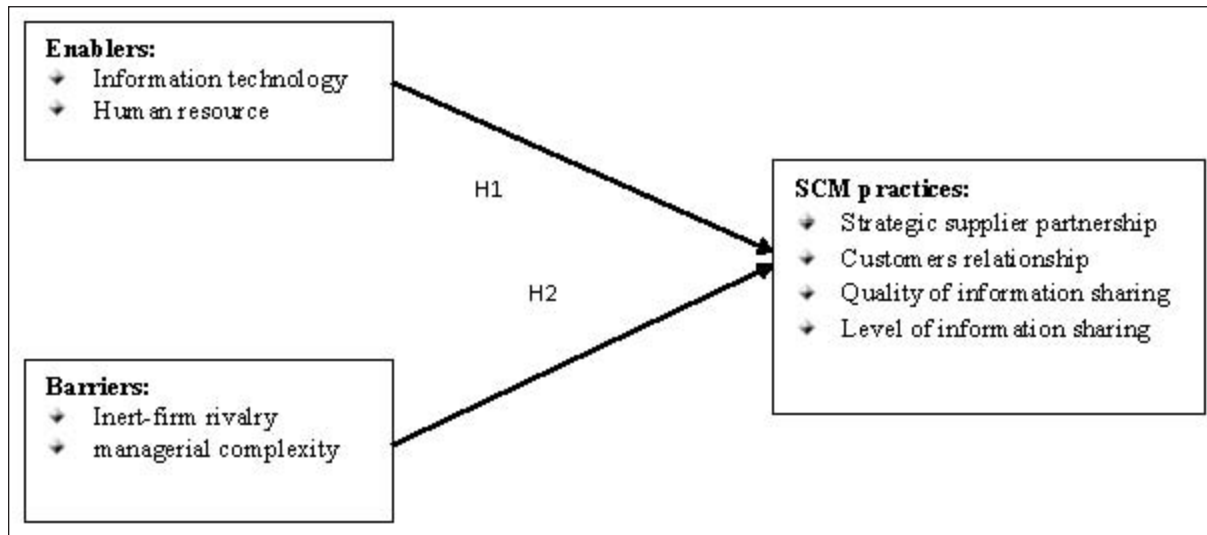 Enablers:
Information technology
Human resource
H1
SCM practices:
Strategic supplier partnership
Customers relationship
Quality of information sharing
Level of information sharing
H2
Barriers:
Inert-firm rivalry
managerial complexity